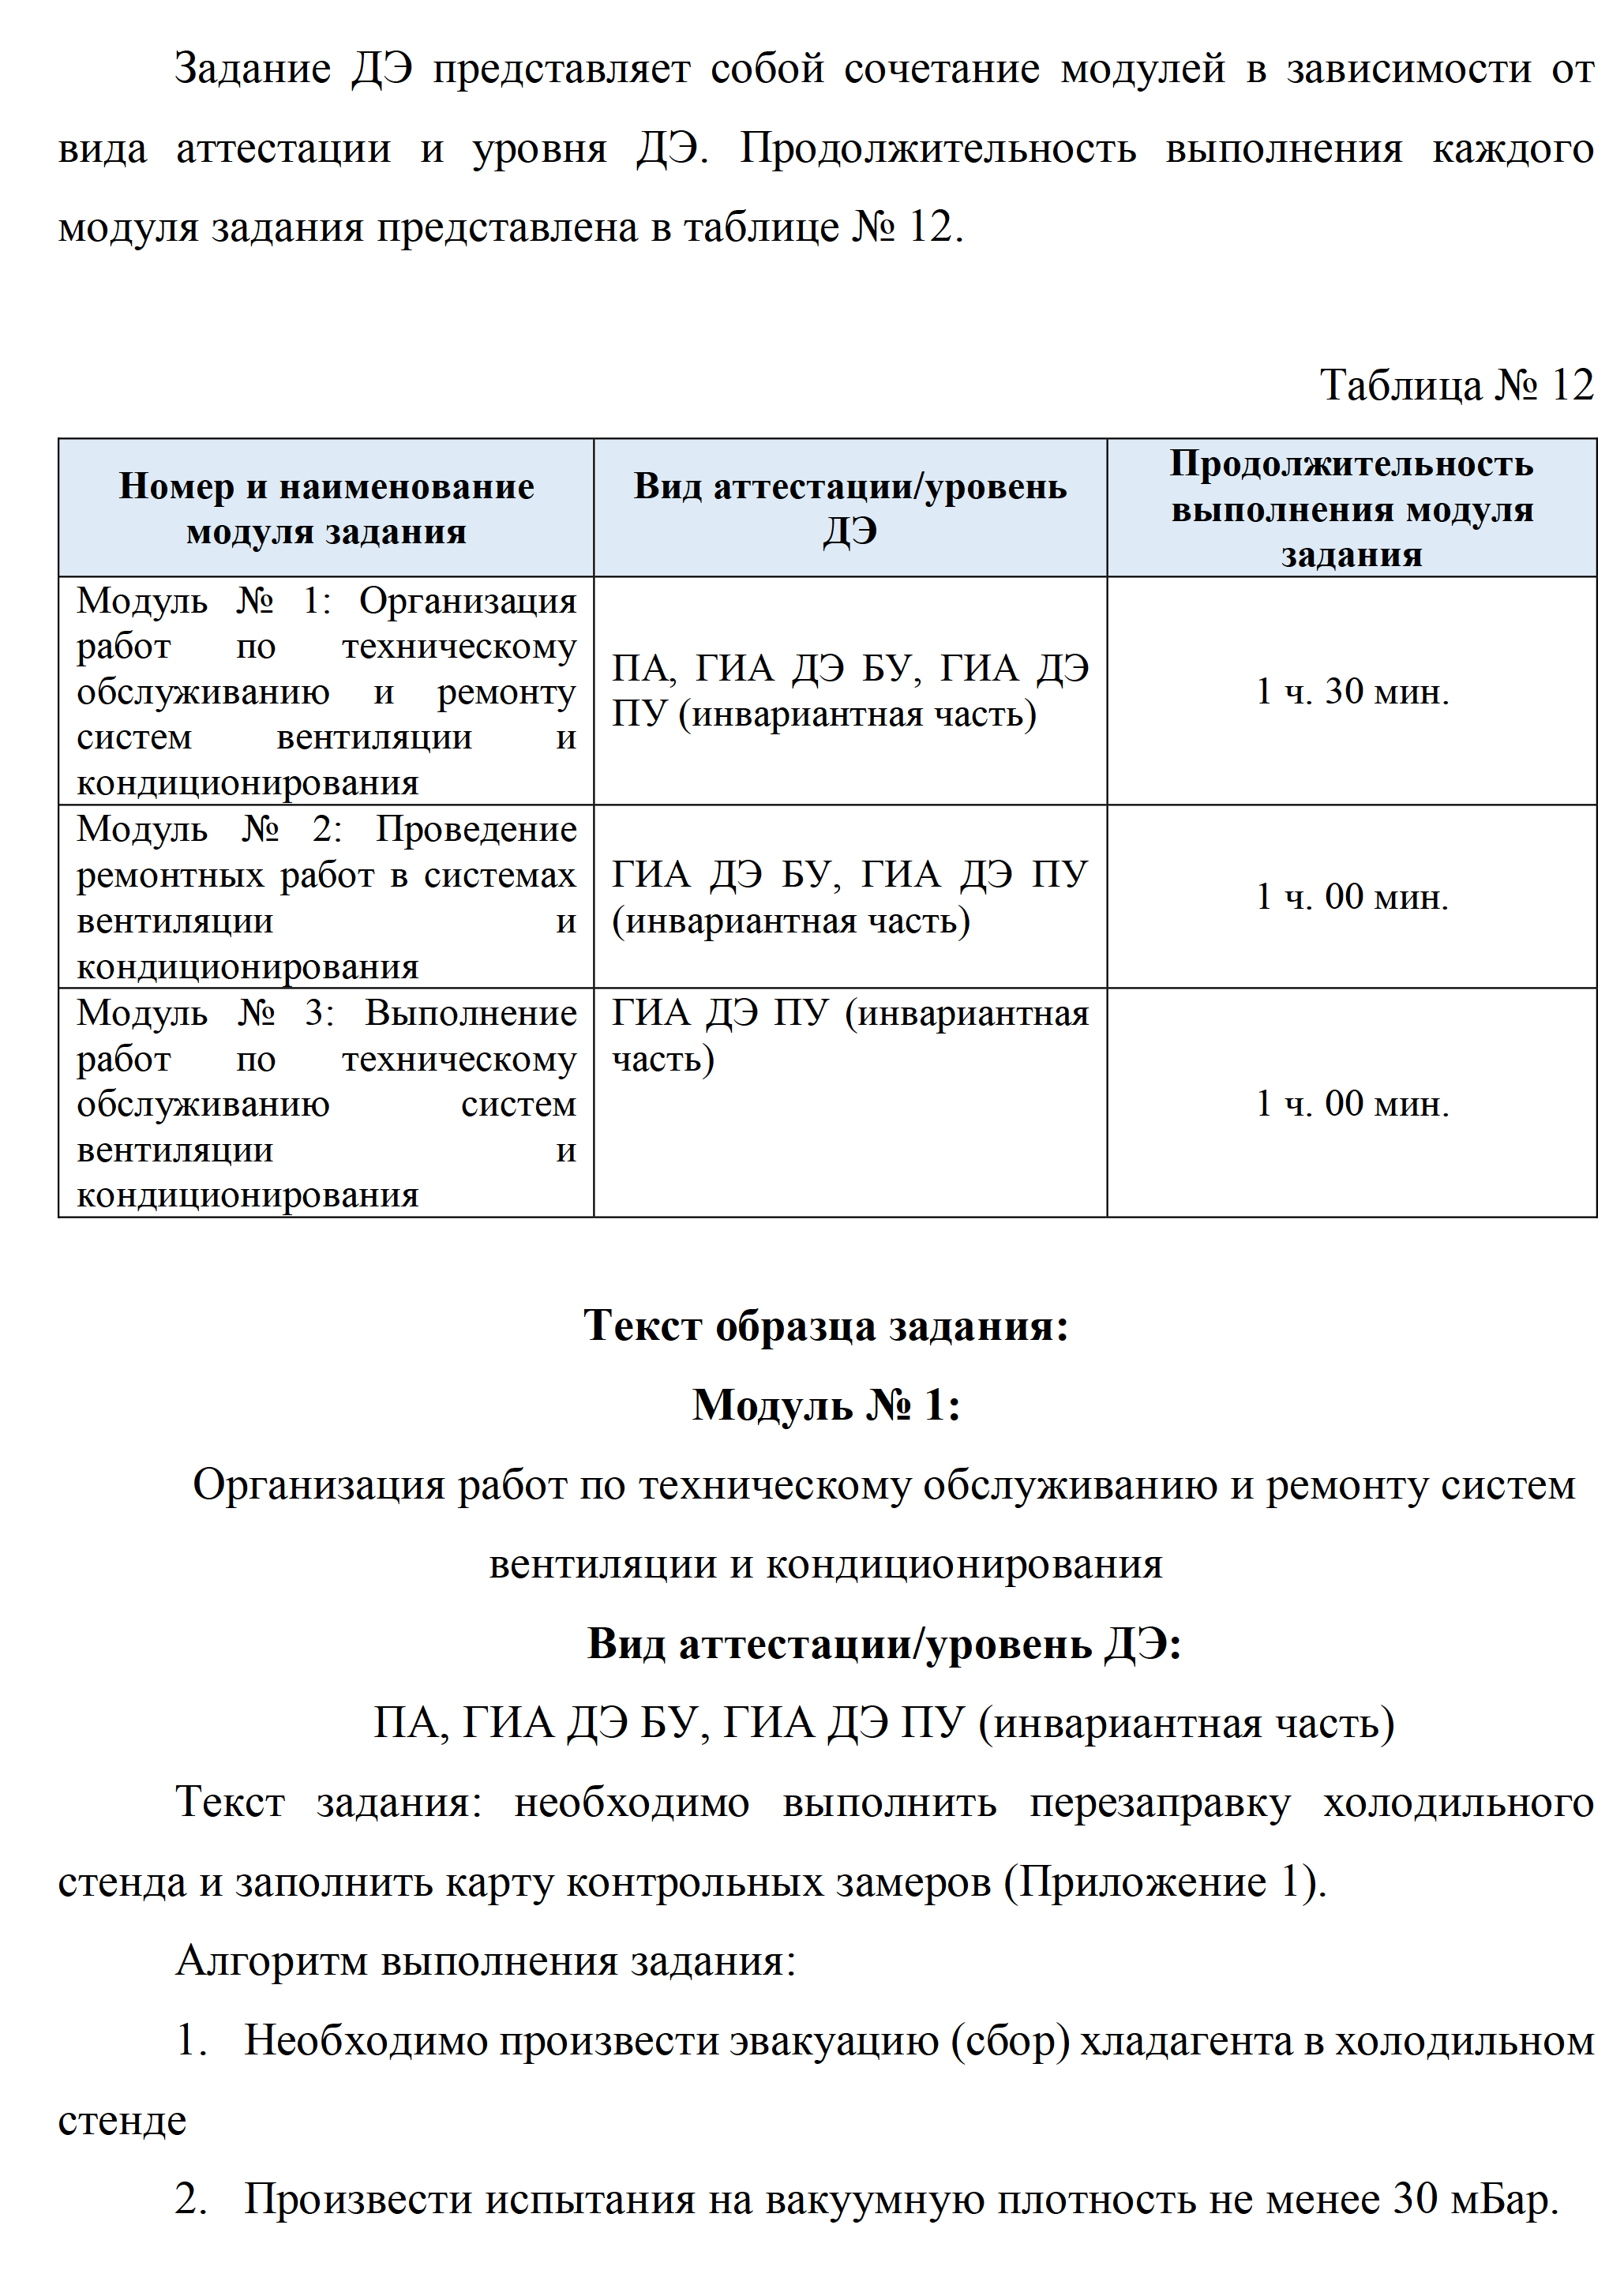 Задание ДЭ представляет собой сочетание модулей в зависимости от
вида аттестации и уровня ДЭ. Продолжительность выполнения каждого
модуля задания представлена в таблице № 12.
Таблица № 12
Номер и наименование
модуля задания
Вид аттестации/уровень
ДЭ
Продолжительность
выполнения модуля
задания
Модуль № 1: Организация
работ по техническому
обслуживанию и ремонту
систем вентиляции и
кондиционирования
ПА, ГИА ДЭ БУ, ГИА ДЭ
ПУ (инвариантная часть)
1 ч. 30 мин.
Модуль № 2: Проведение
ремонтных работ в системах
вентиляции и
кондиционирования
ГИА ДЭ БУ, ГИА ДЭ ПУ
(инвариантная часть)
1 ч. 00 мин.
Модуль № 3: Выполнение
работ по техническому
обслуживанию систем
вентиляции и
кондиционирования
ГИА ДЭ ПУ (инвариантная
часть)
1 ч. 00 мин.
Текст образца задания:
Модуль № 1:
Организация работ по техническому обслуживанию и ремонту систем
вентиляции и кондиционирования
Вид аттестации/уровень ДЭ:
ПА, ГИА ДЭ БУ, ГИА ДЭ ПУ (инвариантная часть)
Текст задания: необходимо выполнить перезаправку холодильного
стенда и заполнить карту контрольных замеров (Приложение 1).
Алгоритм выполнения задания:
1. Необходимо произвести эвакуацию (сбор) хладагента в холодильном
стенде
2. Произвести испытания на вакуумную плотность не менее 30 мБар.